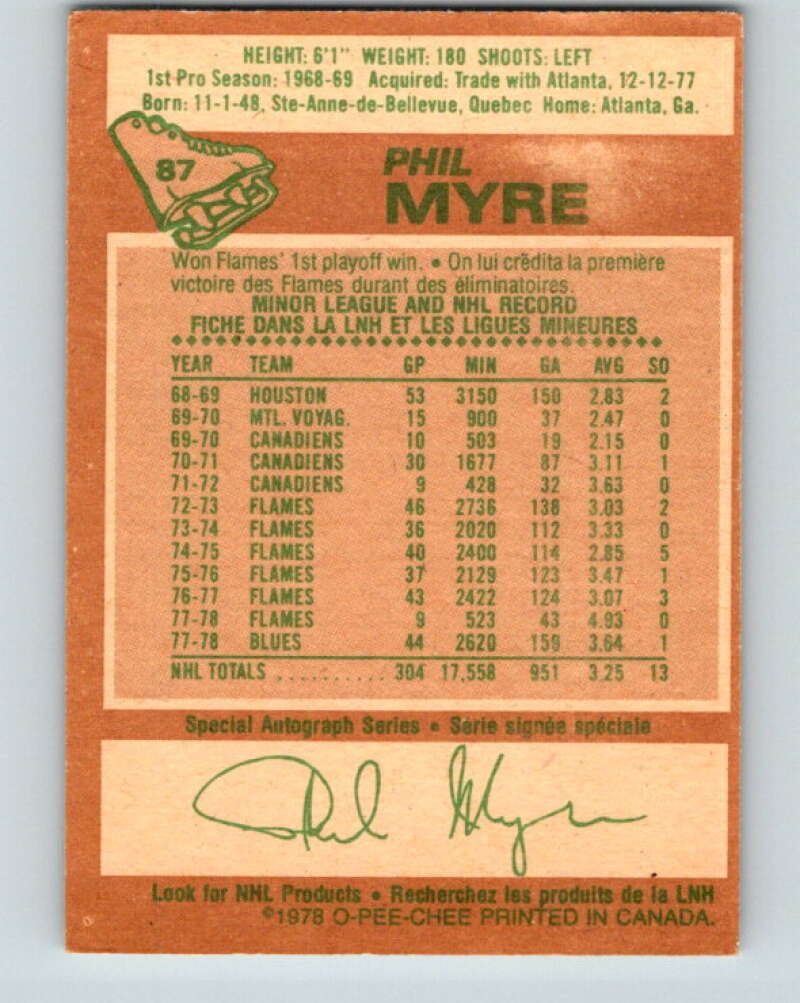 HEIGHT: 6'1" WEIGHT: 180 SHOOTS: LEFT
1st Pro Season: 1968-69 Acquired: Trade with Atlanta, 12-12-77
Born: 11-1-48, Ste-Anne-de-Bellevue, Quebec Home: Atlanta, Ga.
87
PHIL
MYRE
Won Flames' 1st playoff win. • On lui crédita la première
victoire des Flames durant des éliminatoires.
MINOR LEAGUE AND NHL RECORD
FICHE DANS LA LNH ET LES LIGUES MINEURES
YEAR TEAM GP MIN GA AVG SO
68-69 HOUSTON 53 3150 150 2.83 2
69-70 MTL. VOYAG. 15 900 37 2.47 0
69-70 CANADIENS 10 503 19 2.15 0
70-71 CANADIENS 30 1677 87 3.11 1
71-72 CANADIENS 9 428 32 3.63 0
72-73 FLAMES 46 2736 138 3.03 2
73-74 FLAMES 36 2020 112 3.33 0
74-75 FLAMES 40 2400 114 2.85 5
75-76 FLAMES 37 2129 123 3.47 1
76-77 FLAMES 43 2422 124 3.07 3
77-78 FLAMES 9 523 43 4.93 0
77-78 BLUES 44 2620 159 3.64 1
NHL TOTALS .......... 304 17,558 951 3.25 13
Special Autograph Series • Série signée spéciale
Phil Myre
Look for NHL Products • Recherchez les produits de la LNH
©1978 O-PEE-CHEE PRINTED IN CANADA.